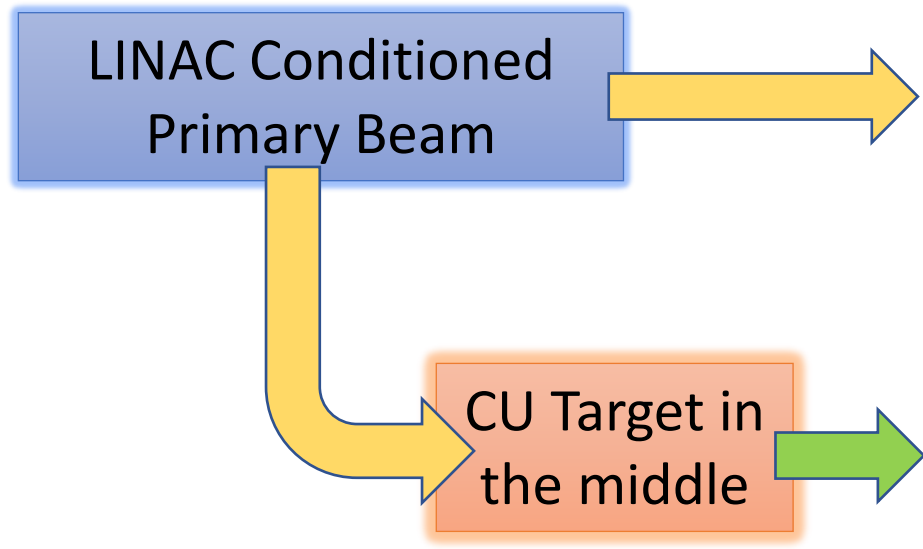 LINAC Conditioned
Primary Beam
CU Target in
the middle